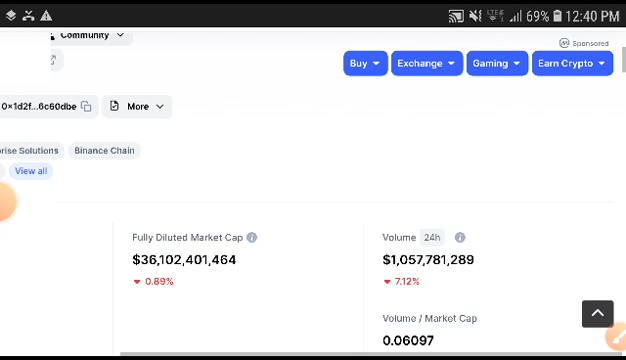 LTE 69% 12:40 PM
Community
Sponsored
Buy Exchange Gaming Earn Crypto
0x1d2f...6c60dbe More
rise Solutions Binance Chain
View all
Fully Diluted Market Cap Volume 24h
$36,102,401,464 $1,057,781,289
0.89% 7.12%
Volume / Market Cap
0.06097